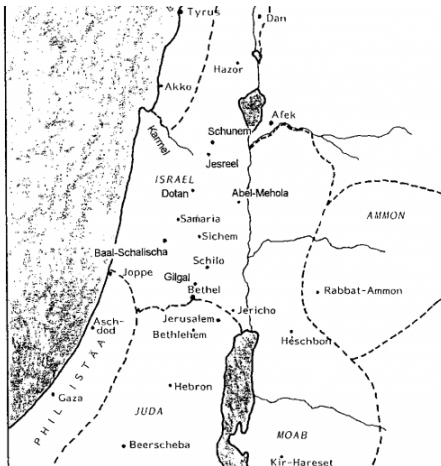 Tyrus
Dan
Hazor
Akko
Afek
Karmel
Schunem
Jesreel
ISRAEL
Dotan
Abel-Mehola
AMMON
Samaria
Sichem
Baal-Schalischa
Schilo
Joppe
Gilgal
Bethel
Rabbat-Ammon
Jericho
Jerusalem
Asch-
dod
Bethlehem
Heschbon
PHILISTÄA
Hebron
Gaza
JUDA
MOAB
Beerscheba
Kir-Hareset